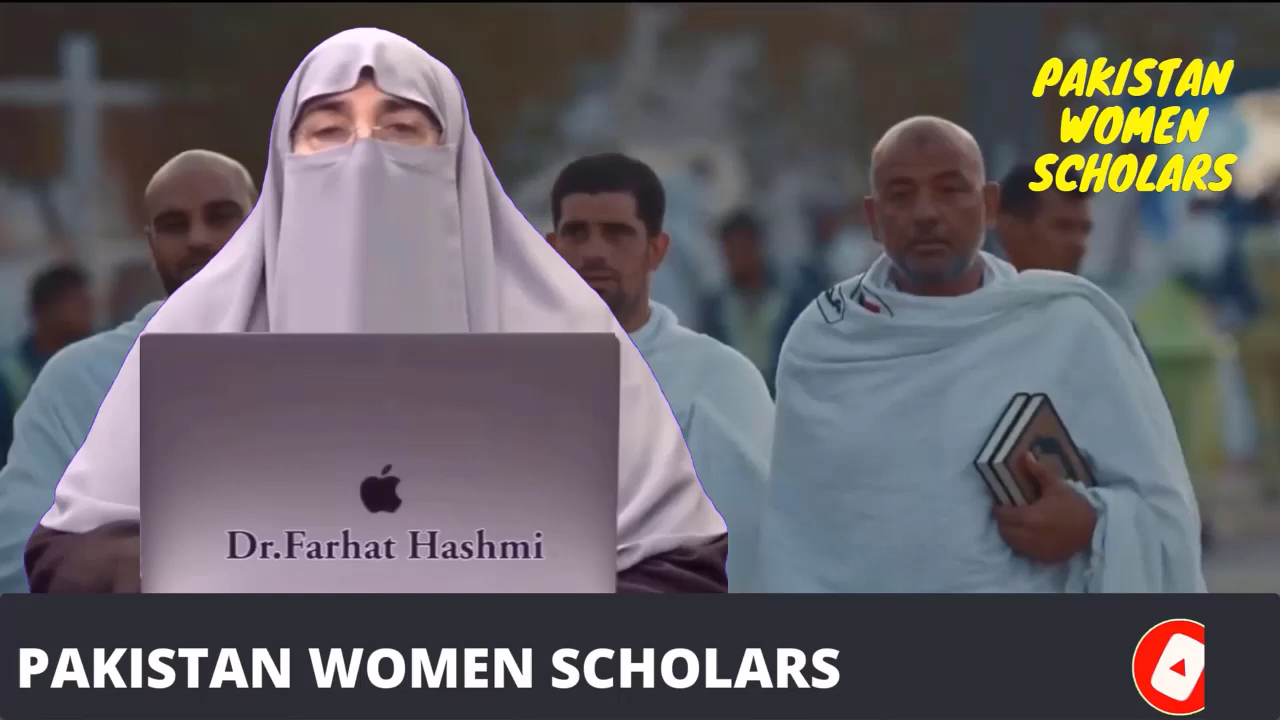 PAKISTAN
WOMEN
SCHOLARS
Dr.Farhat Hashmi
PAKISTAN WOMEN SCHOLARS